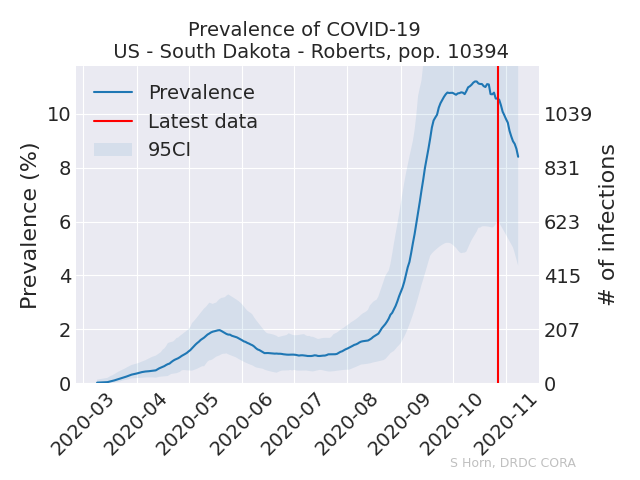 Prevalence of COVID-19
US - South Dakota - Roberts, pop. 10394
Prevalence
Latest data
95CI
Prevalence (%)
10
8
6
4
2
0
1039
831
623
415
207
0
# of infections
2020-03
2020-04
2020-05
2020-06
2020-07
2020-08
2020-09
2020-10
2020-11
S Horn, DRDC CORA